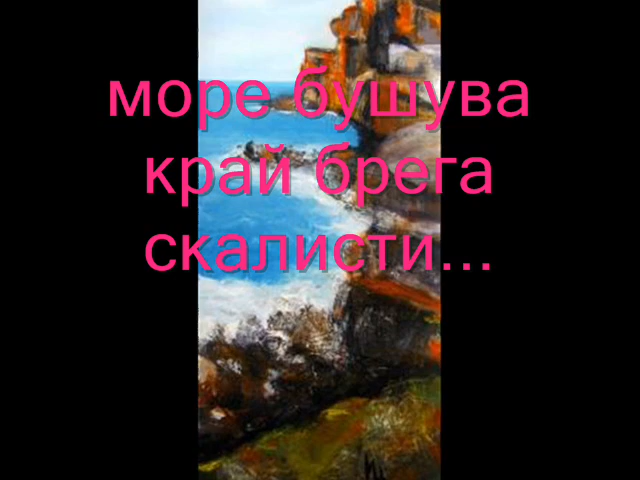 море бушува
край брега
скалисти...